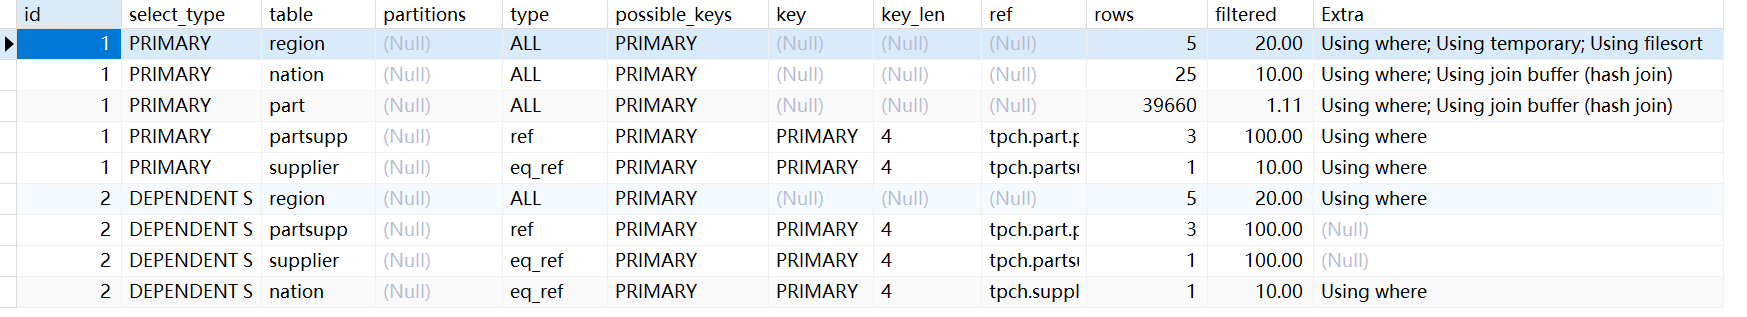 id select_type table partitions type possible_keys key key_len ref rows filtered Extra
1 PRIMARY region (Null) ALL PRIMARY (Null) (Null) (Null) 5 20.00 Using where; Using temporary; Using filesort
1 PRIMARY nation (Null) ALL PRIMARY (Null) (Null) (Null) 25 10.00 Using where; Using join buffer (hash join)
1 PRIMARY part (Null) ALL PRIMARY (Null) (Null) (Null) 39660 1.11 Using where; Using join buffer (hash join)
1 PRIMARY partsupp (Null) ref PRIMARY PRIMARY 4 tpch.part.p 3 100.00 Using where
1 PRIMARY supplier (Null) eq_ref PRIMARY PRIMARY 4 tpch.parts 1 10.00 Using where
2 DEPENDENT S region (Null) ALL PRIMARY (Null) (Null) (Null) 5 20.00 Using where
2 DEPENDENT S partsupp (Null) ref PRIMARY PRIMARY 4 tpch.part.p 3 100.00 (Null)
2 DEPENDENT S supplier (Null) eq_ref PRIMARY PRIMARY 4 tpch.parts 1 100.00 (Null)
2 DEPENDENT S nation (Null) eq_ref PRIMARY PRIMARY 4 tpch.suppl 1 10.00 Using where